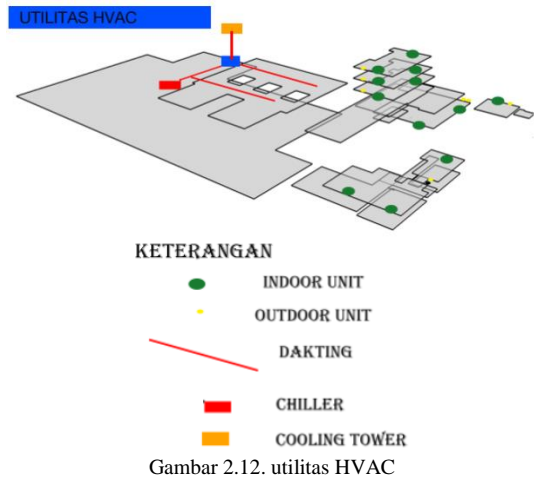 UTILITAS HVAC
KETERANGAN
INDOOR UNIT
OUTDOOR UNIT
DAKTING
CHILLER
COOLING TOWER
Gambar 2.12. utilitas HVAC